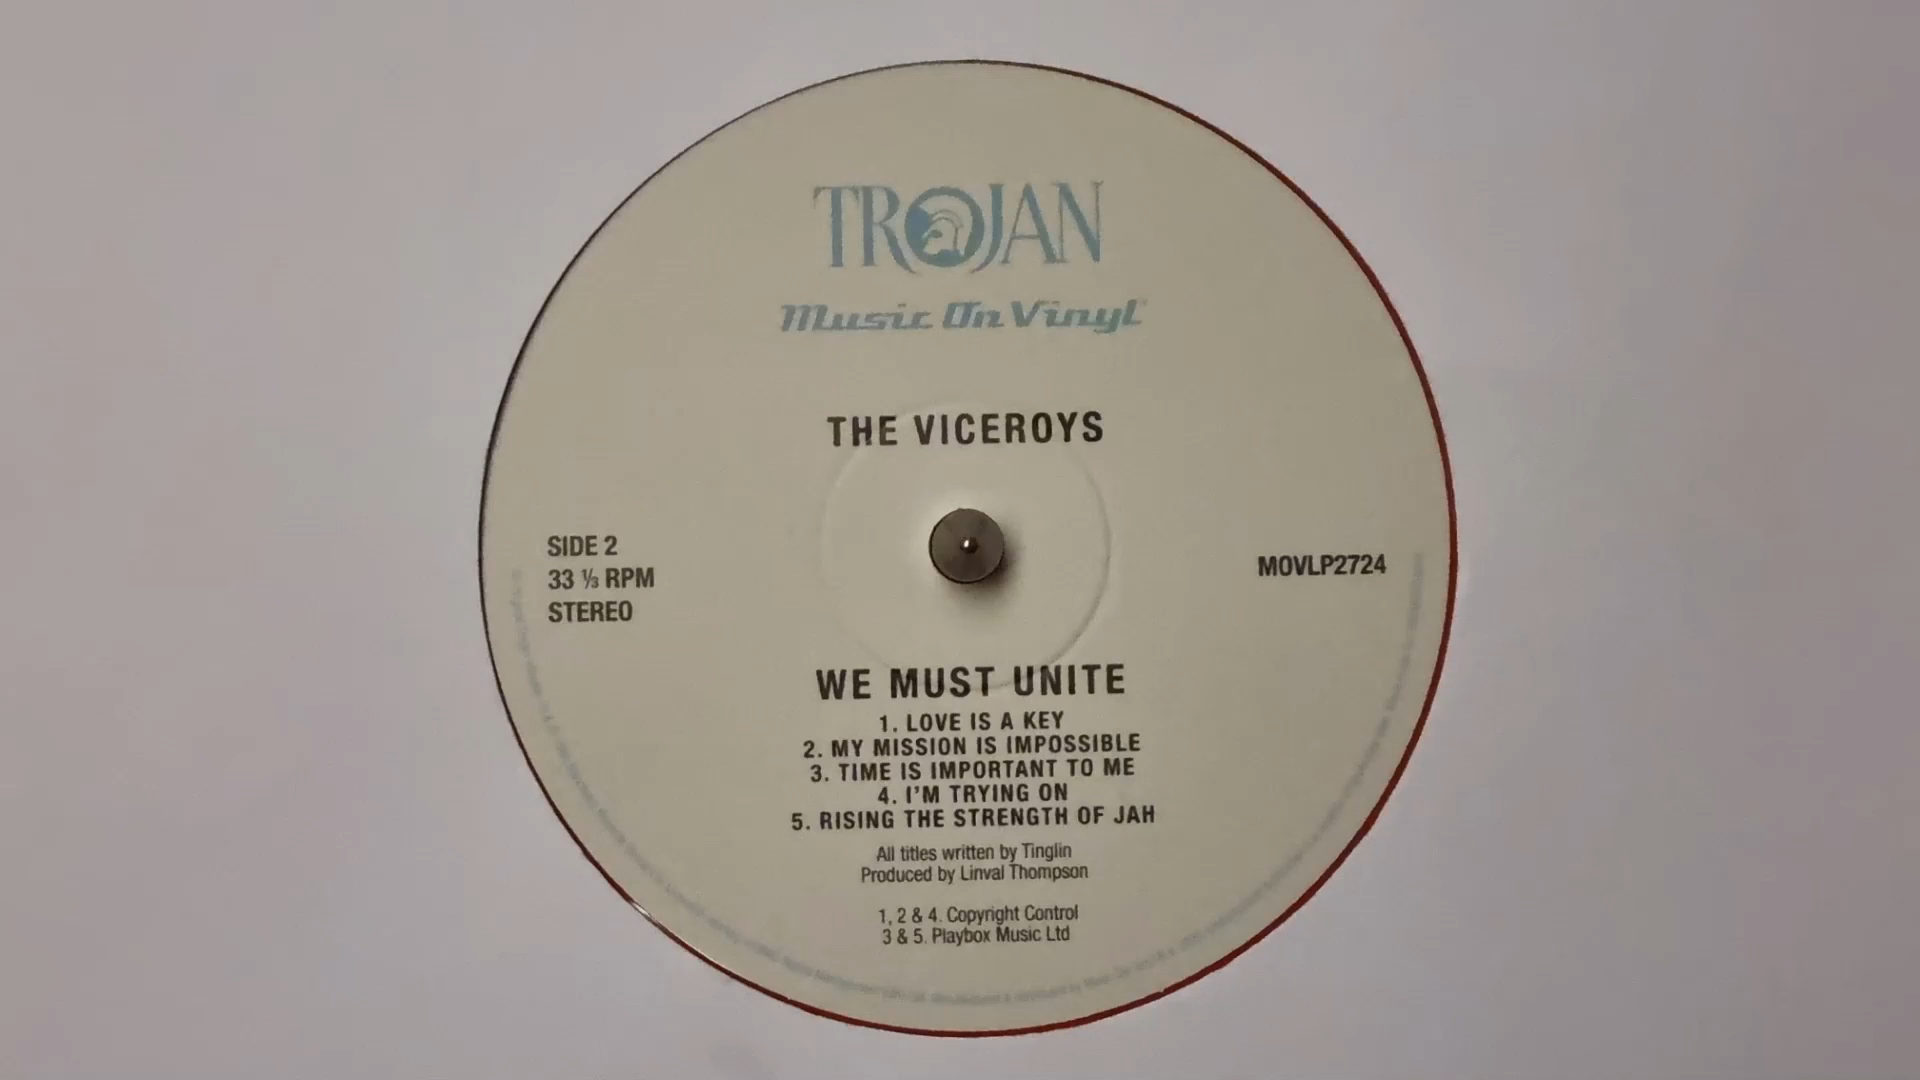 TROJAN
Music On Vinyl
THE VICEROYS
SIDE 2
33 ⅓ RPM
STEREO
MOVLP2724
WE MUST UNITE
1. LOVE IS A KEY
2. MY MISSION IS IMPOSSIBLE
3. TIME IS IMPORTANT TO ME
4. I'M TRYING ON
5. RISING THE STRENGTH OF JAH
All titles written by Tinglin
Produced by Linval Thompson
1, 2 & 4. Copyright Control
3 & 5. Playbox Music Ltd